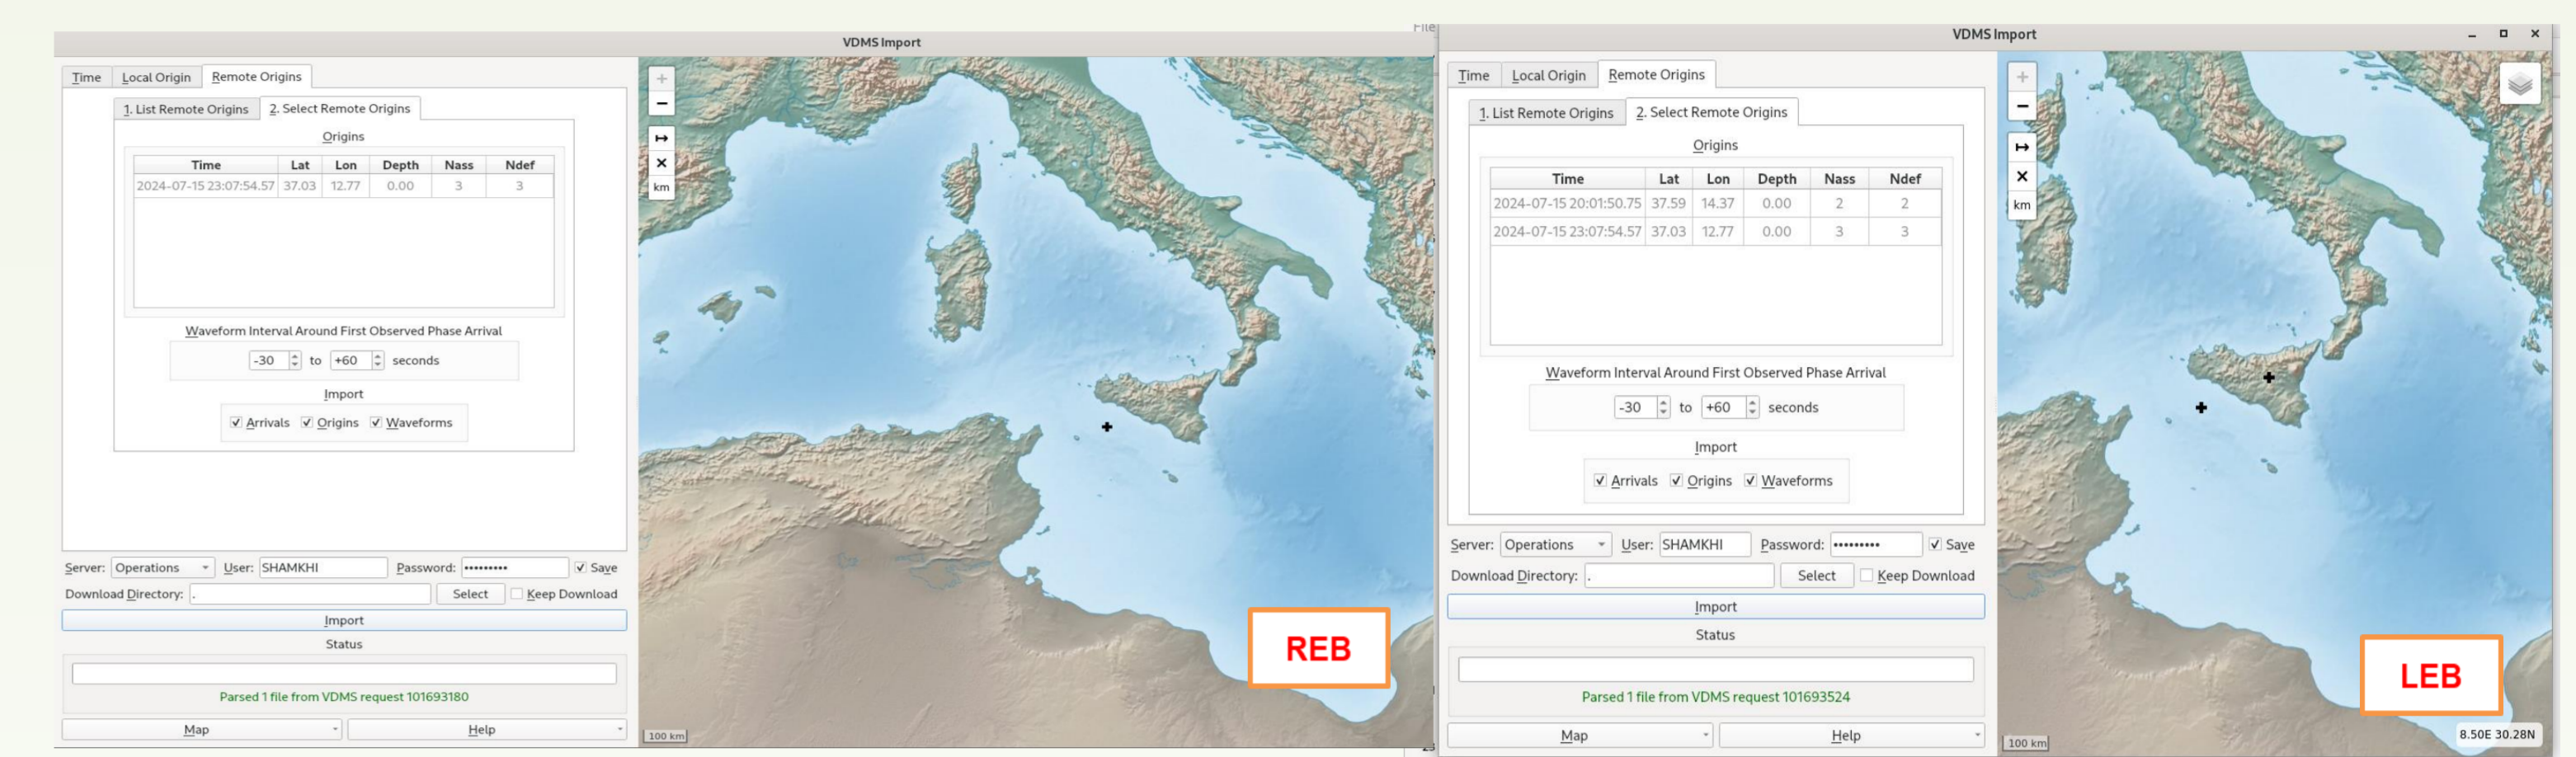 VDMS Import
Time Local Origin Remote Origins
1. List Remote Origins 2. Select Remote Origins
Origins
Time Lat Lon Depth Nass Ndef
2024-07-15 23:07:54.57 37.03 12.77 0.00 3 3
Waveform Interval Around First Observed Phase Arrival
-30 to +60 seconds
Import
Arrivals Origins Waveforms
Server: Operations User: SHAMKHI Password: ••••••••• Save
Download Directory: . Select Keep Download
Import
Status
Parsed 1 file from VDMS request 101693180
Map Help
+
−
km
100 km
REB
File
VDMS Import
Time Local Origin Remote Origins
1. List Remote Origins 2. Select Remote Origins
Origins
Time Lat Lon Depth Nass Ndef
2024-07-15 20:01:50.75 37.59 14.37 0.00 2 2
2024-07-15 23:07:54.57 37.03 12.77 0.00 3 3
Waveform Interval Around First Observed Phase Arrival
-30 to +60 seconds
Import
Arrivals Origins Waveforms
Server: Operations User: SHAMKHI Password: ••••••••• Save
Download Directory: . Select Keep Download
Import
Status
Parsed 1 file from VDMS request 101693524
Map Help
+
−
km
100 km
LEB
8.50E 30.28N